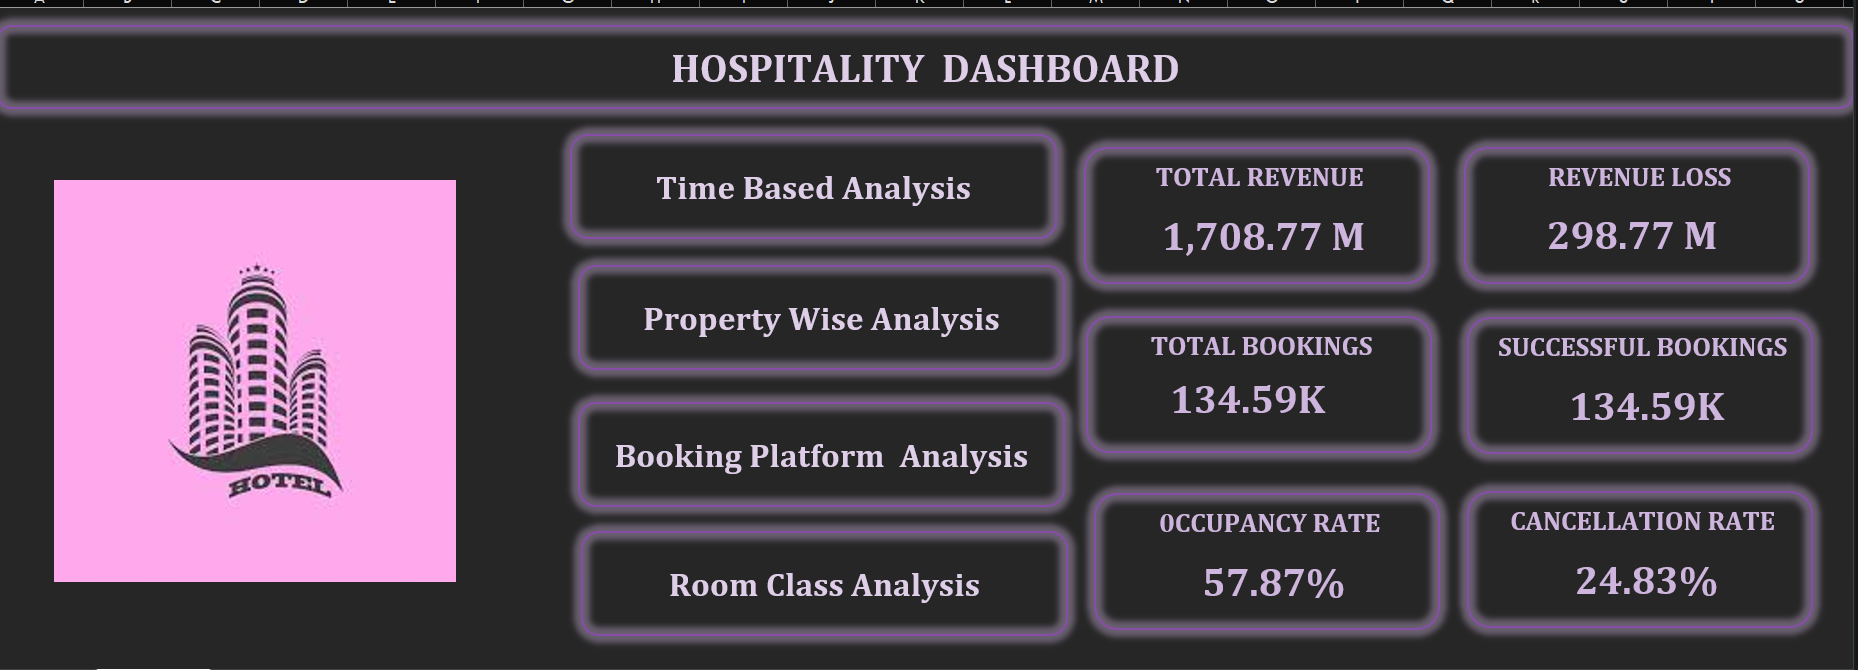 HOSPITALITY DASHBOARD
Time Based Analysis
Property Wise Analysis
Booking Platform Analysis
Room Class Analysis
TOTAL REVENUE
1,708.77 M
REVENUE LOSS
298.77 M
TOTAL BOOKINGS
134.59K
SUCCESSFUL BOOKINGS
134.59K
0CCUPANCY RATE
57.87%
CANCELLATION RATE
24.83%
HOTEL